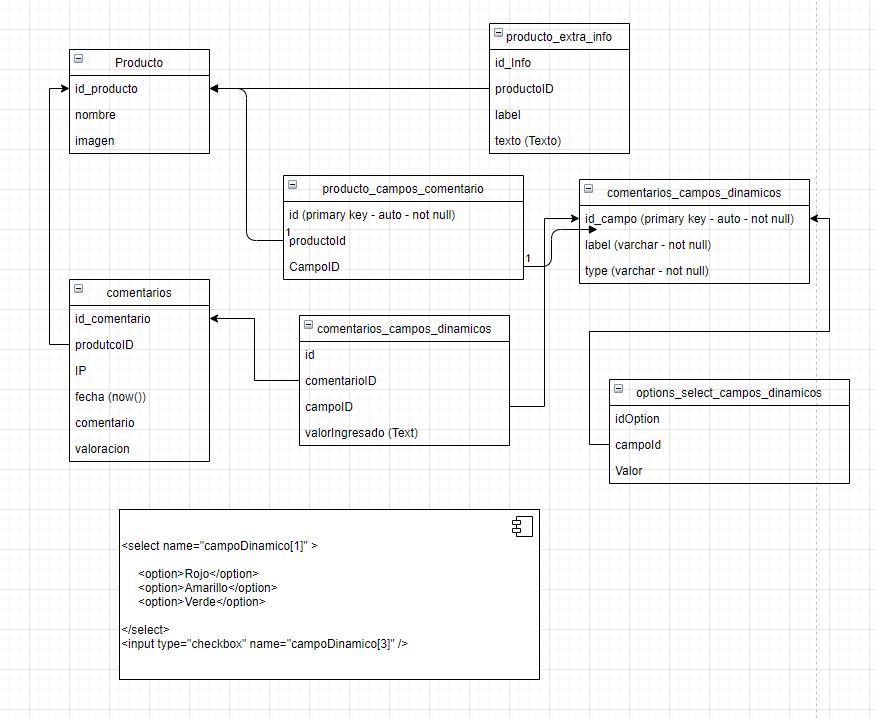 Producto
id_producto
nombre
imagen
producto_extra_info
id_Info
productoID
label
texto (Texto)
producto_campos_comentario
id (primary key - auto - not null)
1
productoId
CampoID
1
comentarios_campos_dinamicos
id_campo (primary key - auto - not null)
label (varchar - not null)
type (varchar - not null)
comentarios
id_comentario
produtcoID
IP
fecha (now())
comentario
valoracion
comentarios_campos_dinamicos
id
comentarioID
campoID
valorIngresado (Text)
options_select_campos_dinamicos
idOption
campoId
Valor
<select name="campoDinamico[1]" >
<option>Rojo</option>
<option>Amarillo</option>
<option>Verde</option>
</select>
<input type="checkbox" name="campoDinamico[3]" />